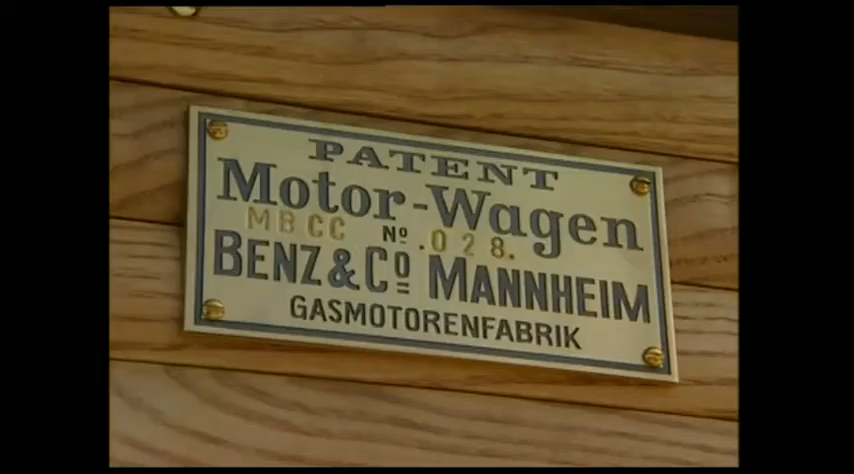 PATENT
Motor-Wagen
MBCC № .028.
BENZ & Cº MANNHEIM
GASMOTORENFABRIK